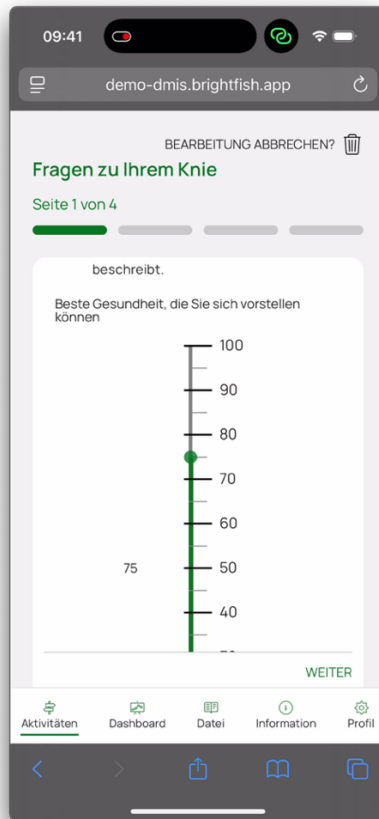 09:41
demo-dmis.brightfish.app
BEARBEITUNG ABBRECHEN?
Fragen zu Ihrem Knie
Seite 1 von 4
beschreibt.
Beste Gesundheit, die Sie sich vorstellen
können
100
90
80
70
60
75 50
40
WEITER
Aktivitäten Dashboard Datei Information Profil